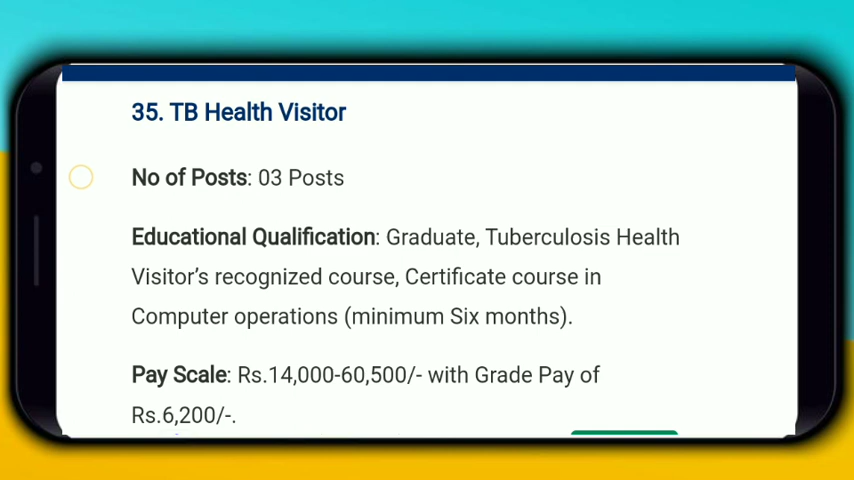 35. TB Health Visitor
No of Posts: 03 Posts
Educational Qualification: Graduate, Tuberculosis Health
Visitor’s recognized course, Certificate course in
Computer operations (minimum Six months).
Pay Scale: Rs.14,000-60,500/- with Grade Pay of
Rs.6,200/-.